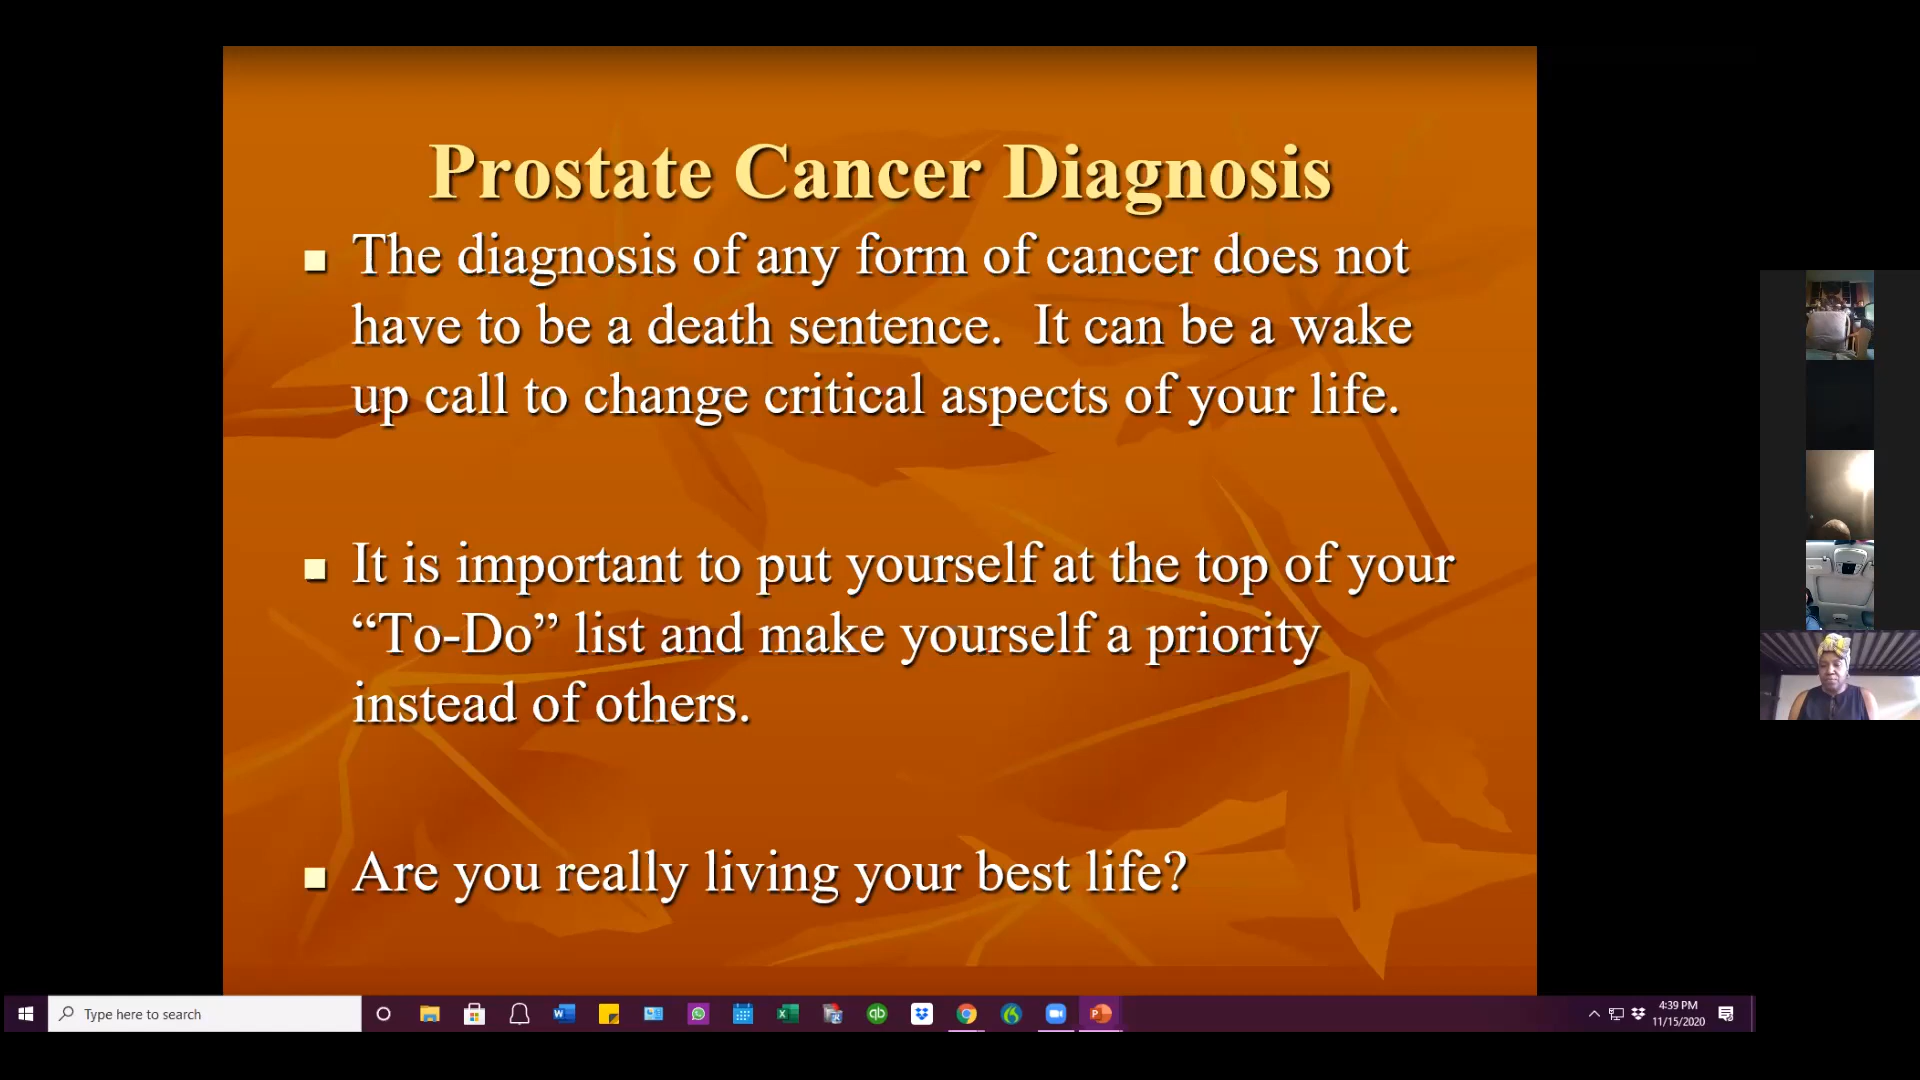 Prostate Cancer Diagnosis
The diagnosis of any form of cancer does not
have to be a death sentence.  It can be a wake
up call to change critical aspects of your life.
It is important to put yourself at the top of your
“To-Do” list and make yourself a priority
instead of others.
Are you really living your best life?
Type here to search
4:39 PM
11/15/2020